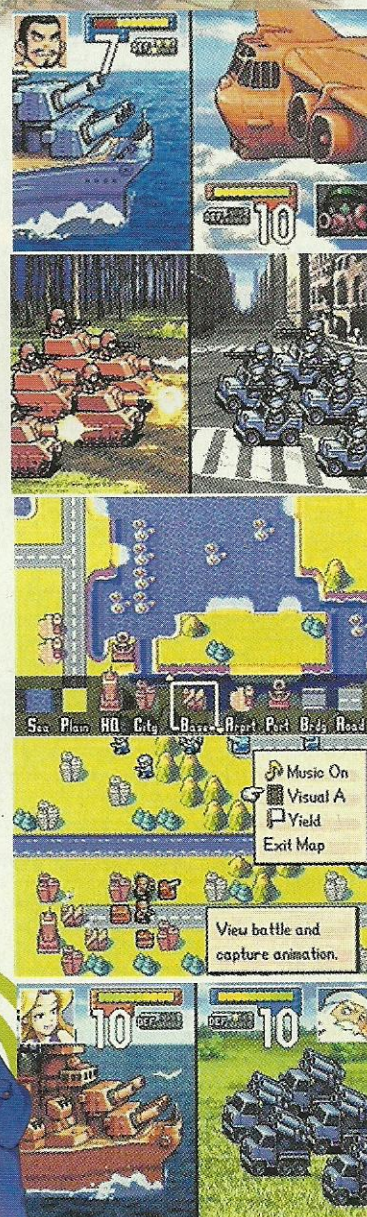 7
10
Sea Plain HQ City Base Arprt Port Brdg Road
Music On
Visual A
Yield
Exit Map
View battle and
capture animation.
10
10